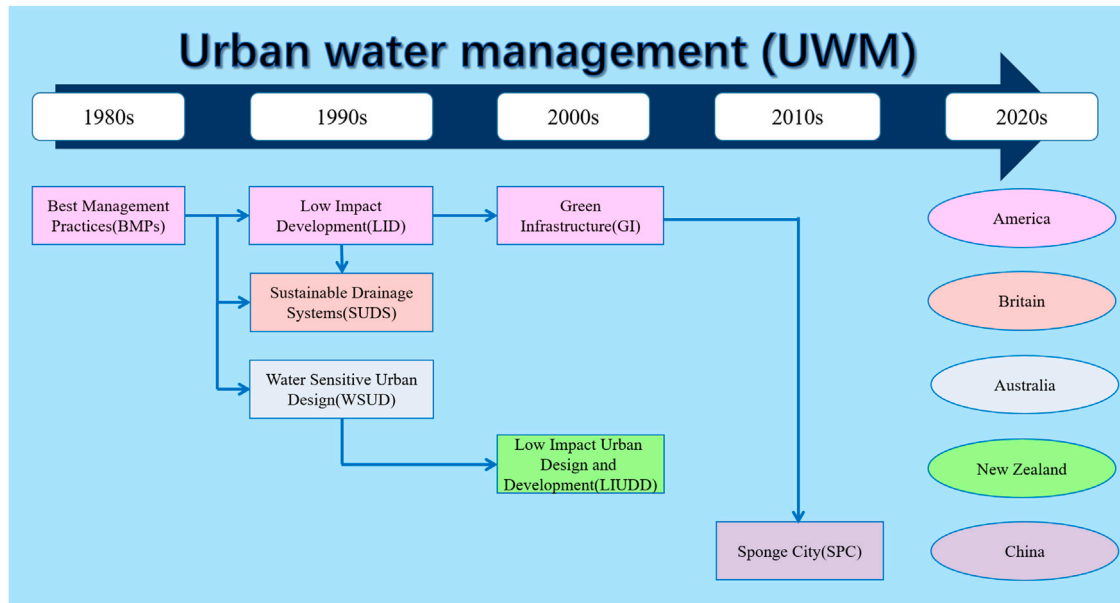 Urban water management (UWM)
1980s
1990s
2000s
2010s
2020s
Best Management
Practices(BMPs)
Low Impact
Development(LID)
Green
Infrastructure(GI)
America
Sustainable Drainage
Systems(SUDS)
Britain
Water Sensitive Urban
Design(WSUD)
Australia
Low Impact Urban
Design and
Development(LIUDD)
New Zealand
Sponge City(SPC)
China